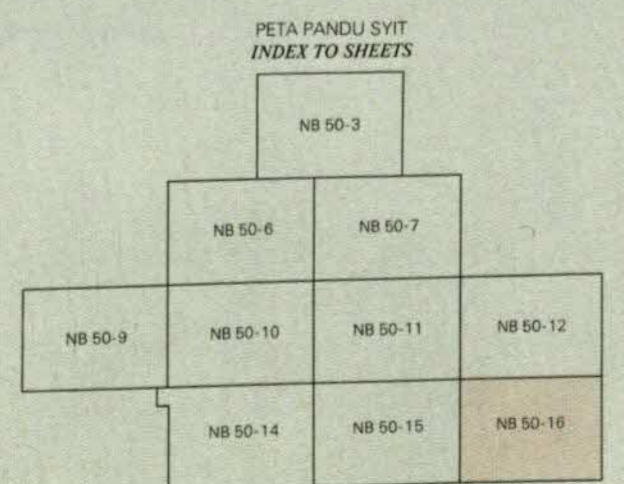 PETA PANDU SYIT
INDEX TO SHEETS
NB 50-3
NB 50-6 NB 50-7
NB 50-9 NB 50-10 NB 50-11 NB 50-12
NB 50-14 NB 50-15 NB 50-16